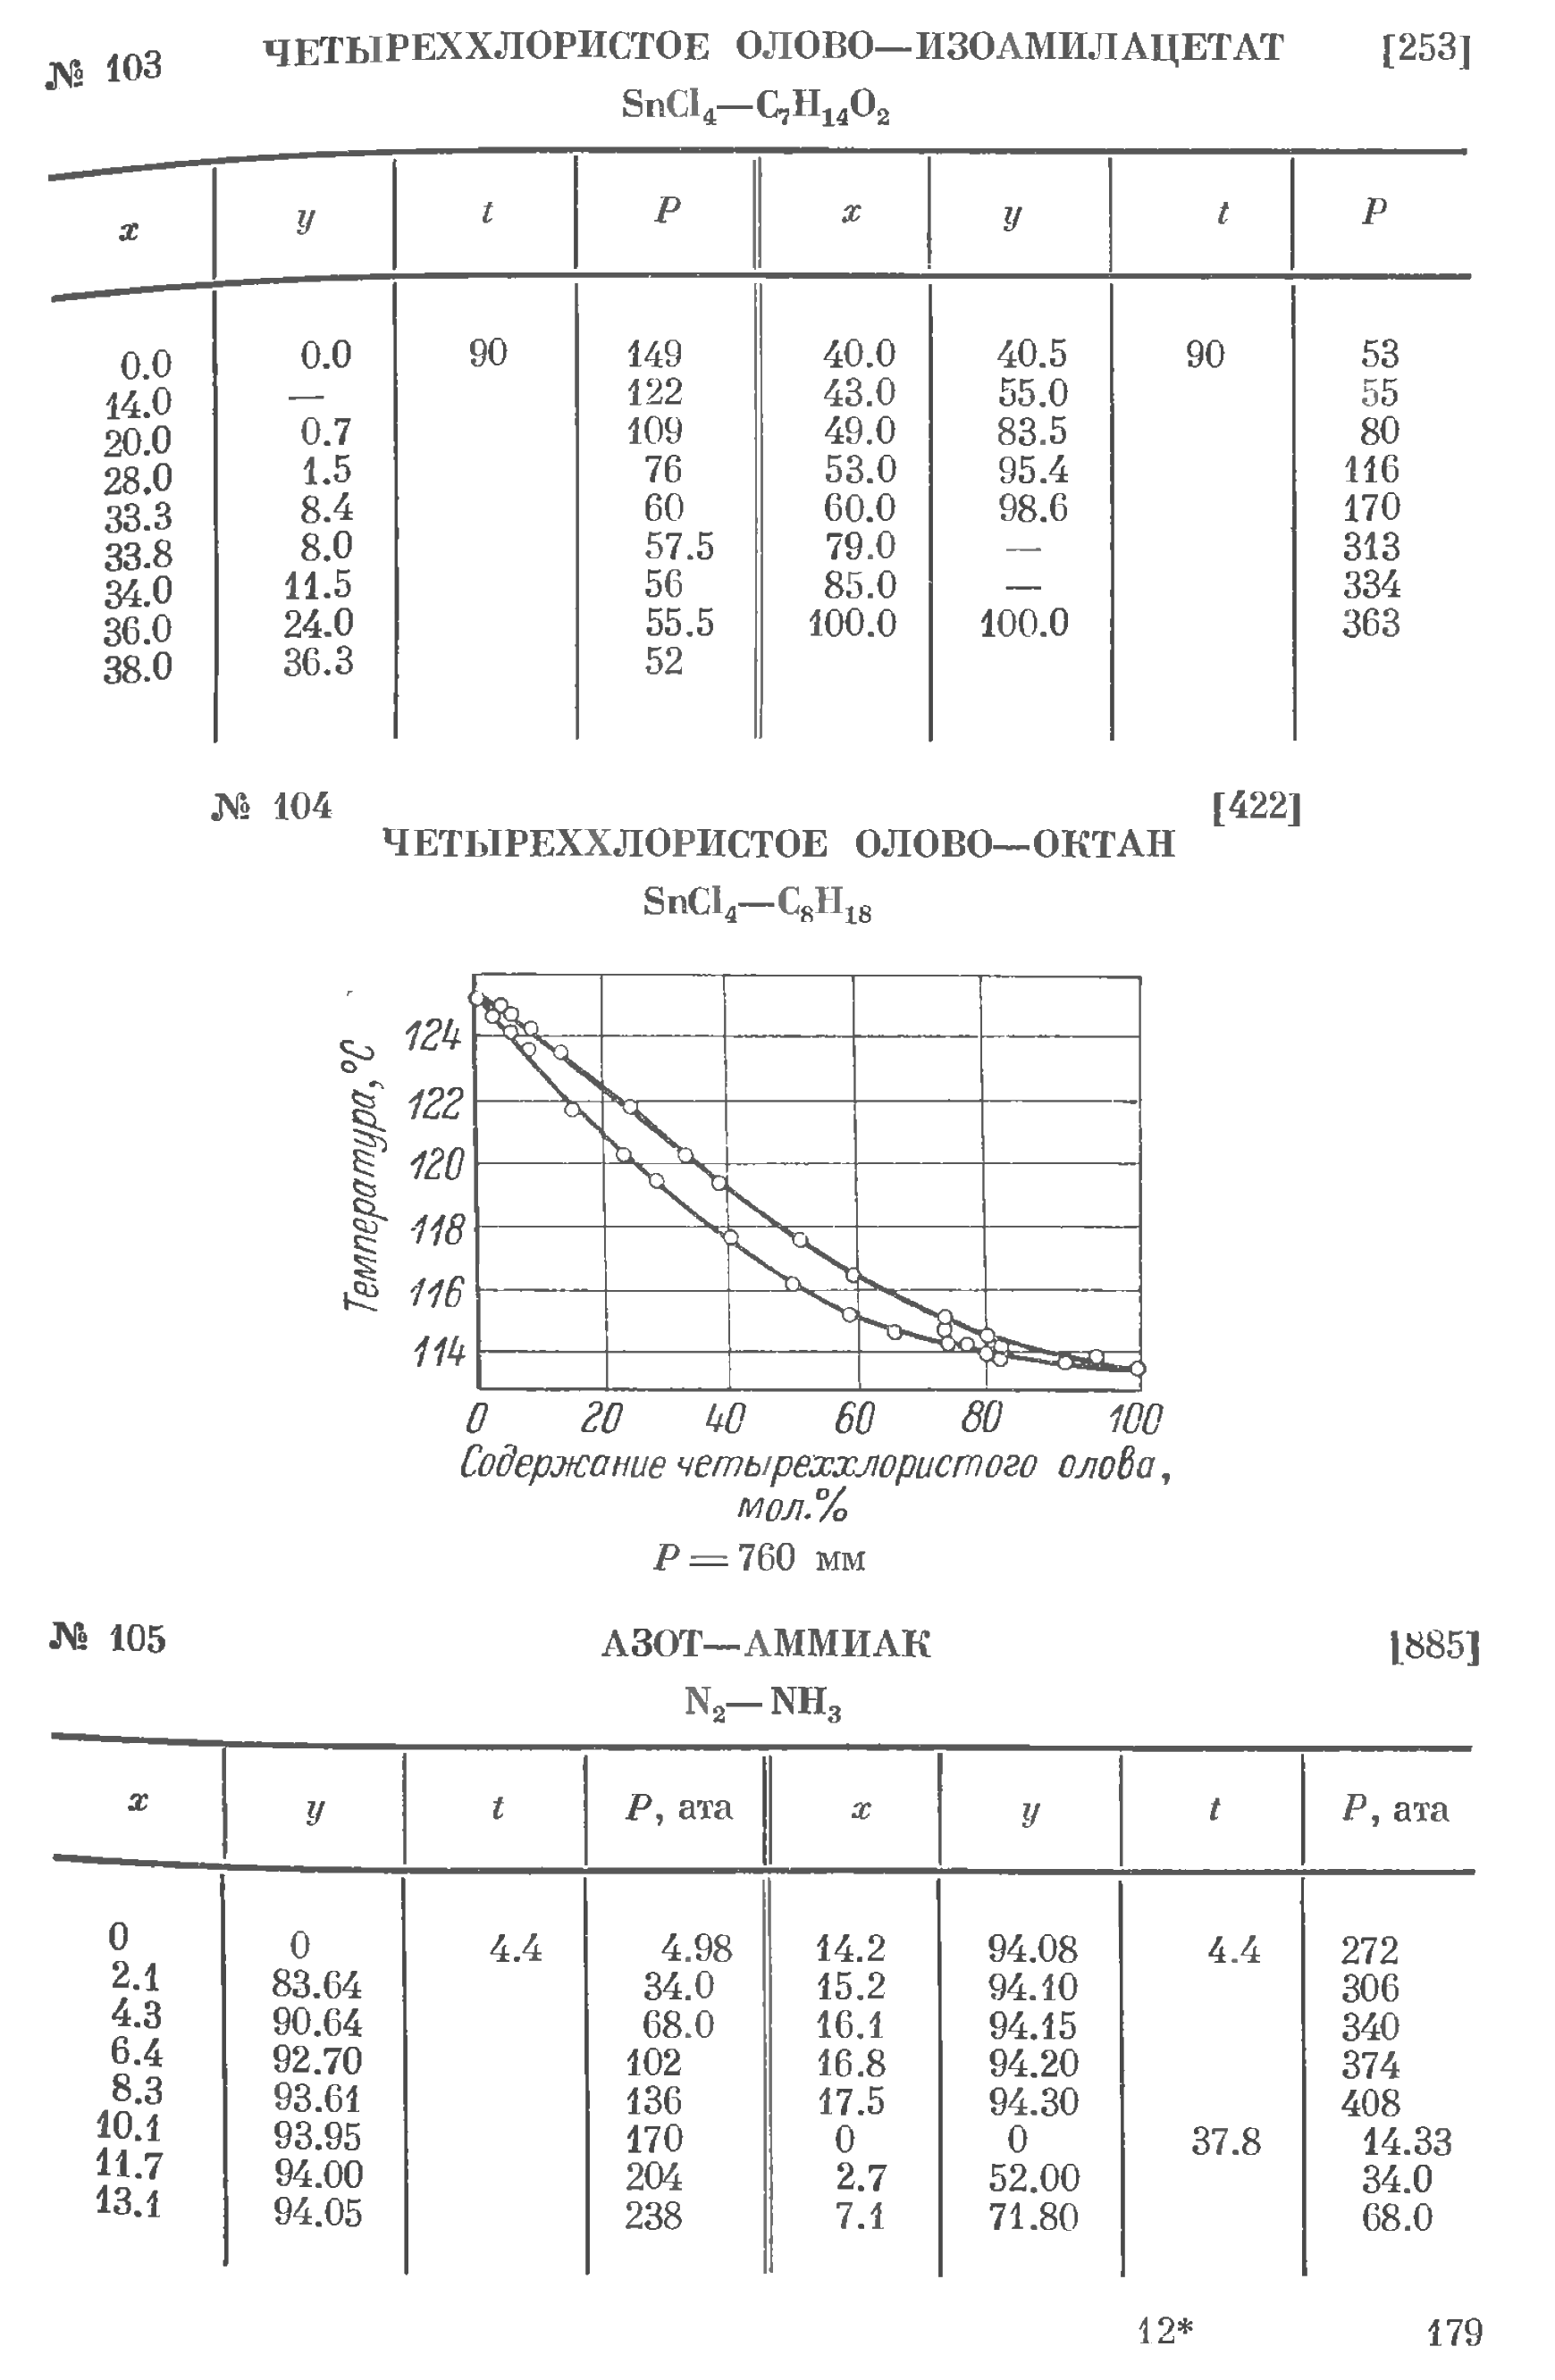 № 103 ЧЕТЫРЕХХЛОРИСТОЕ ОЛОВО—ИЗОАМИЛАЦЕТАТ [253]
SnCl₄—C₇H₁₄O₂
x y t P x y t P
0.0 0.0 90 149 40.0 40.5 90 53
14.0 — 122 43.0 55.0 55
20.0 0.7 109 49.0 83.5 80
28.0 1.5 76 53.0 95.4 116
33.3 8.4 60 60.0 98.6 170
33.8 8.0 57.5 79.0 — 313
34.0 11.5 56 85.0 — 334
36.0 24.0 55.5 100.0 100.0 363
38.0 36.3 52
№ 104 [422]
ЧЕТЫРЕХХЛОРИСТОЕ ОЛОВО—ОКТАН
SnCl₄—C₈H₁₈
Температура, °C
124
122
120
118
116
114
0 20 40 60 80 100
Содержание четыреххлористого олова,
мол.%
P = 760 мм
№ 105 АЗОТ—АММИАК [885]
N₂—NH₃
x y t P, ата x y t P, ата
0 0 4.4 4.98 14.2 94.08 4.4 272
2.1 83.64 34.0 15.2 94.10 306
4.3 90.64 68.0 16.1 94.15 340
6.4 92.70 102 16.8 94.20 374
8.3 93.61 136 17.5 94.30 408
10.1 93.95 170 0 0 37.8 14.33
11.7 94.00 204 2.7 52.00 34.0
13.1 94.05 238 7.1 71.80 68.0
12* 179